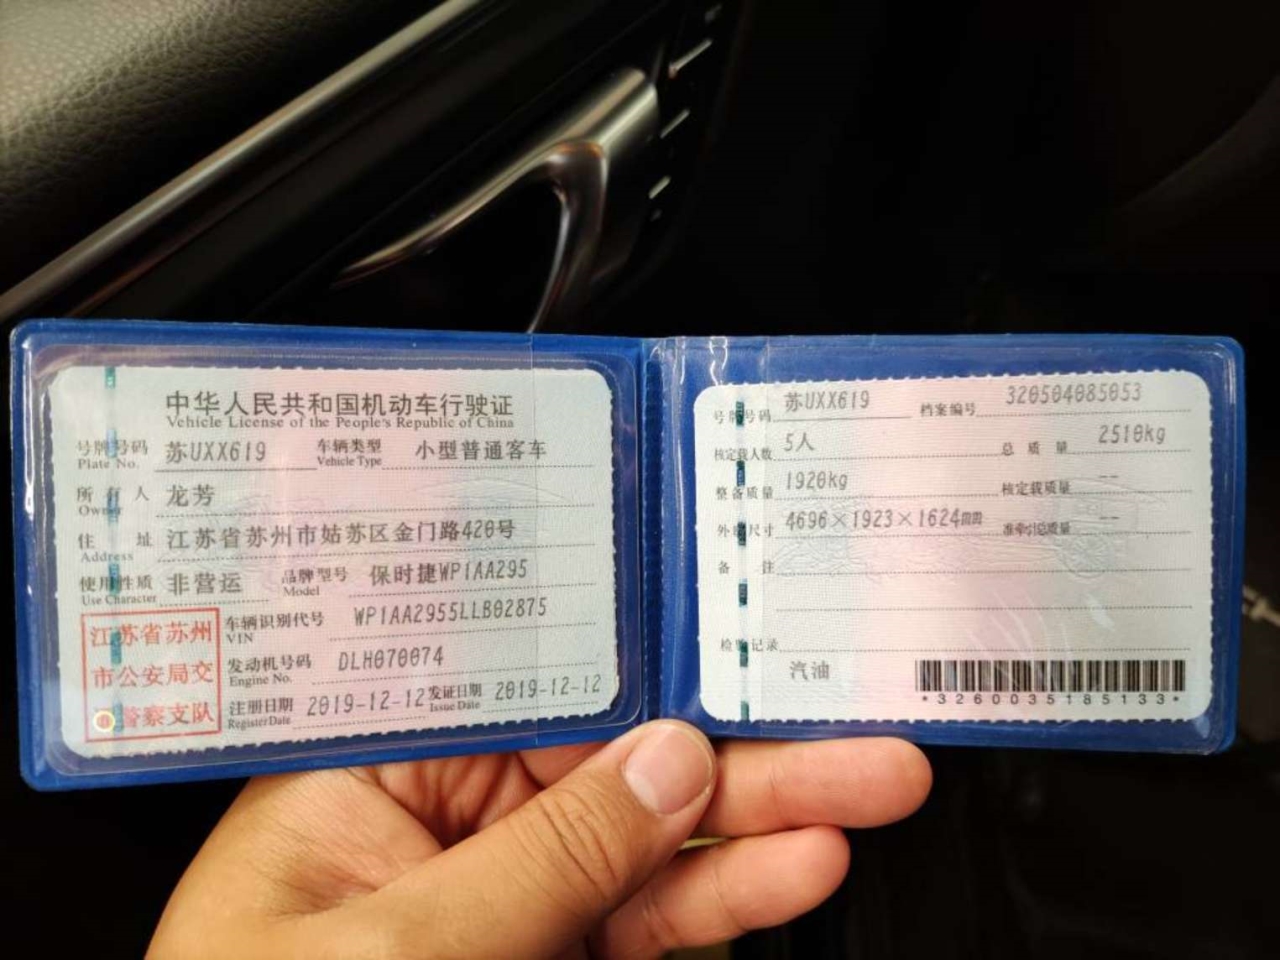 中华人民共和国机动车行驶证
Vehicle License of the People's Republic of China
号牌号码 苏UXX619 车辆类型 小型普通客车
Plate No. Vehicle Type
所有人 龙芳
Owner
住址 江苏省苏州市姑苏区金门路420号
Address
使用性质 非营运 品牌型号 保时捷WP1AA295
Use Character Model
江苏省苏州
市公安局交
警察支队
车辆识别代号 WP1AA2955LLB02875
VIN
发动机号码 DLH070074
Engine No.
注册日期 2019-12-12 发证日期 2019-12-12
Register Date Issue Date
号牌号码 苏UXX619 档案编号 320504085053
核定载人数 5人 总质量 2510kg
整备质量 1920kg 核定载质量 --
外廓尺寸 4696×1923×1624mm 准牵引总质量 --
备注
检验记录
汽油
*3260035185133*